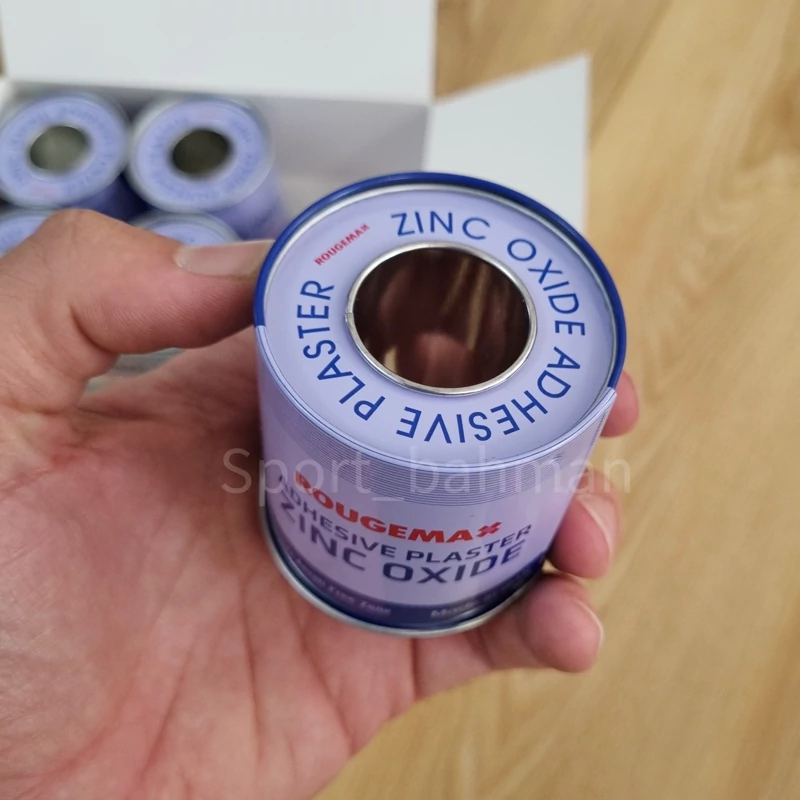 ROUGEMAX
ZINC OXIDE ADHESIVE PLASTER
Sport_bahman
ROUGEMAX
ADHESIVE PLASTER
ZINC OXIDE